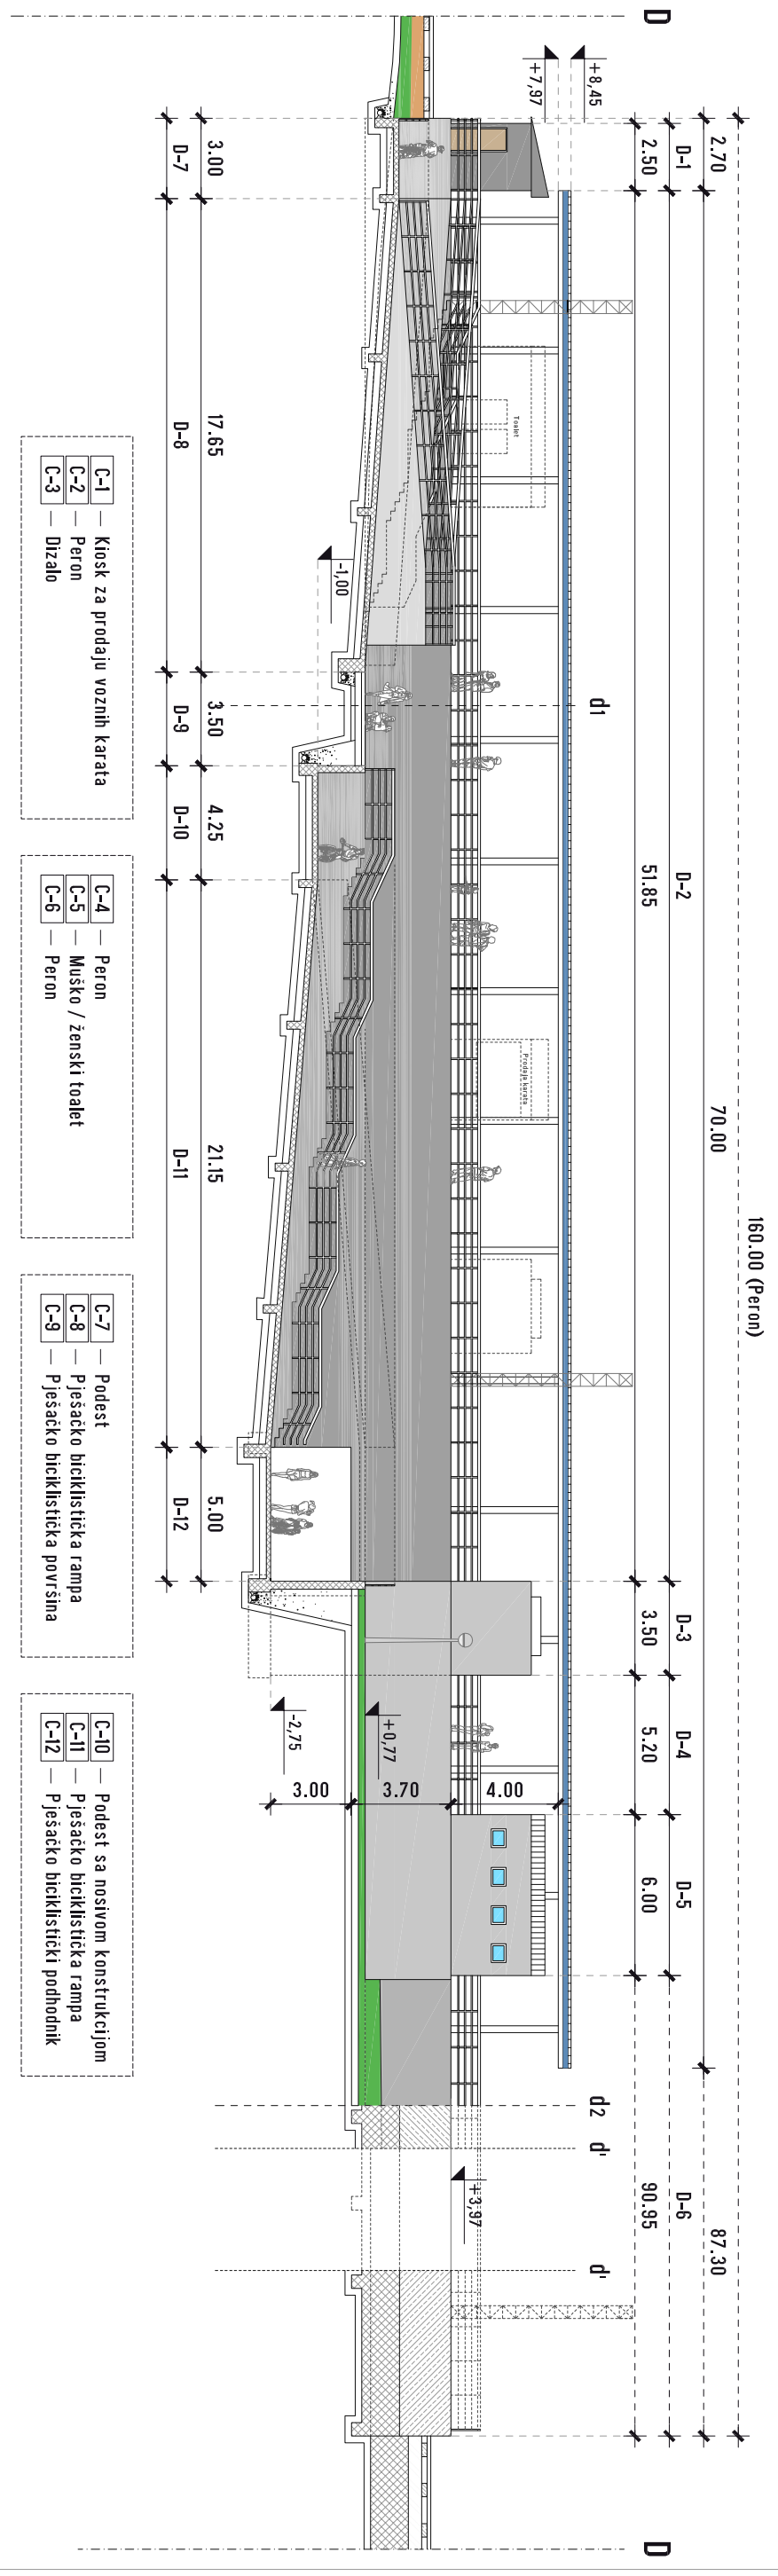 D
D
160.00 (Peron)
2.70
70.00
87.30
D-1
D-2
D-3
D-4
D-5
D-6
2.50
51.85
3.50
5.20
6.00
90.95
+8,45
+7,97
d1
d2
d'
d'
Toalet
Prodaja karata
+3,97
4.00
3.70
3.00
+0,77
-1,00
-2,75
3.00
17.65
3.50
4.25
21.15
5.00
D-7
D-8
D-9
D-10
D-11
D-12
C-1 — Kiosk za prodaju voznih karata
C-2 — Peron
C-3 — Dizalo
C-4 — Peron
C-5 — Muško / ženski toalet
C-6 — Peron
C-7 — Podest
C-8 — Pješačko biciklistička rampa
C-9 — Pješačko biciklistička površina
C-10 — Podest sa nosivom konstrukcijom
C-11 — Pješačko biciklistička rampa
C-12 — Pješačko biciklistički podhodnik